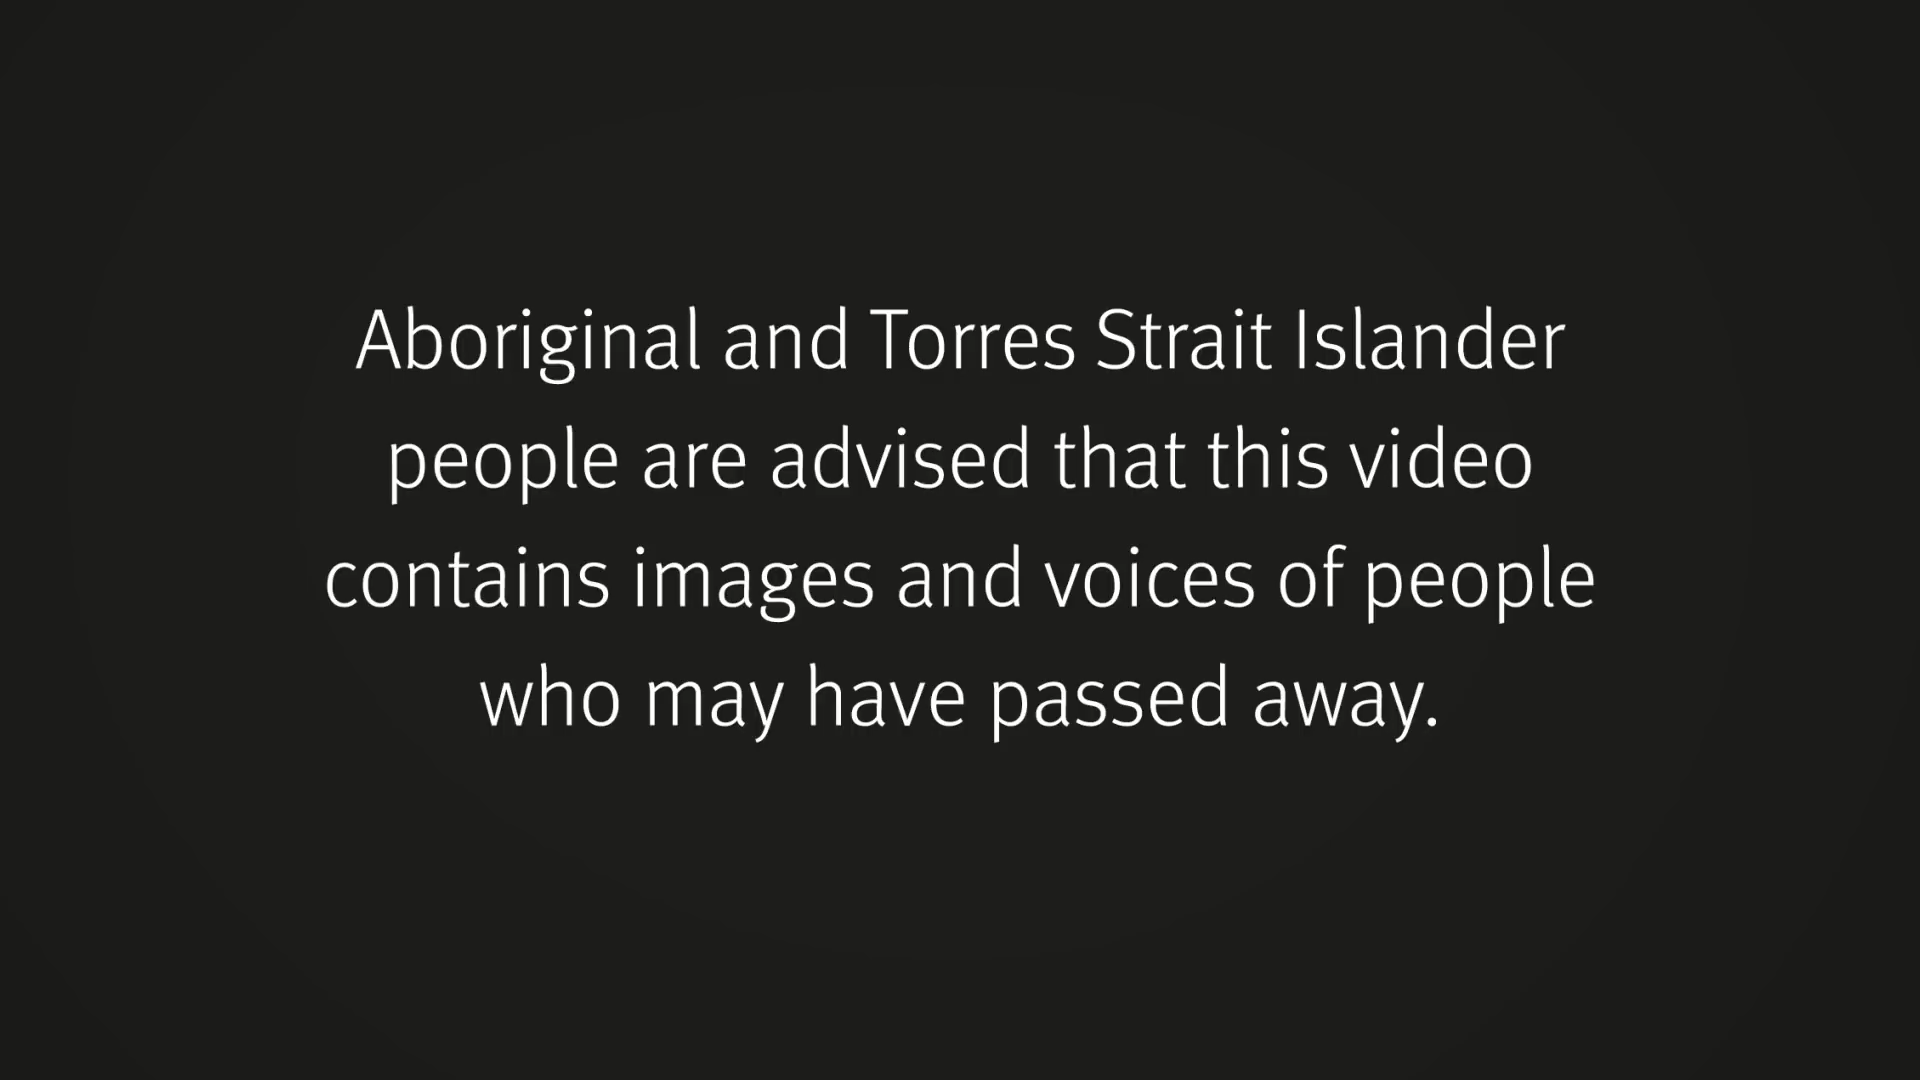 Aboriginal and Torres Strait Islander
people are advised that this video
contains images and voices of people
who may have passed away.